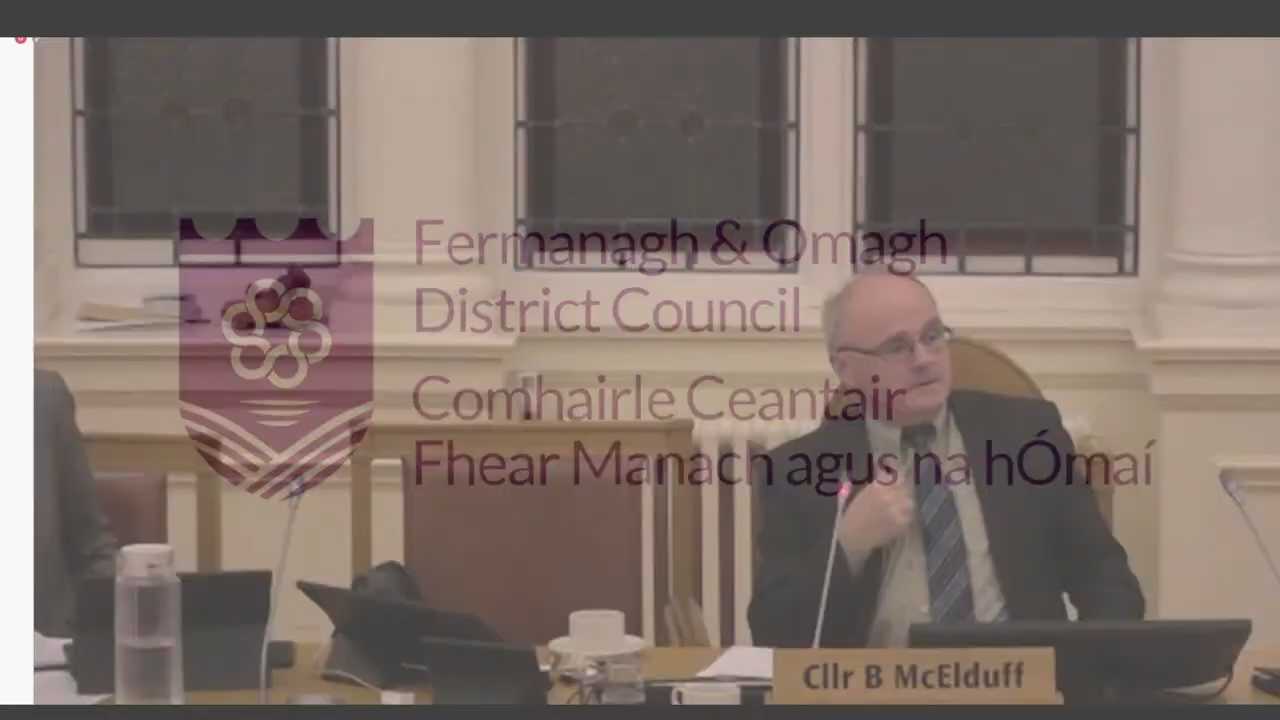 Fermanagh & Omagh
District Council
Comhairle Ceantair
Fhear Manach agus na hÓmaí
Cllr B McElduff